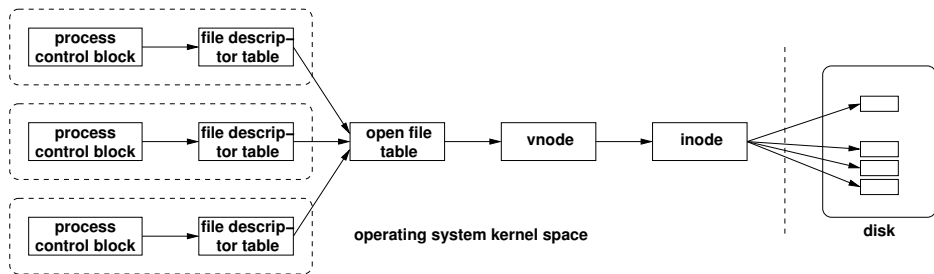 process
control block
file descrip-
tor table
process
control block
file descrip-
tor table
open file
table
vnode
inode
process
control block
file descrip-
tor table
operating system kernel space
disk